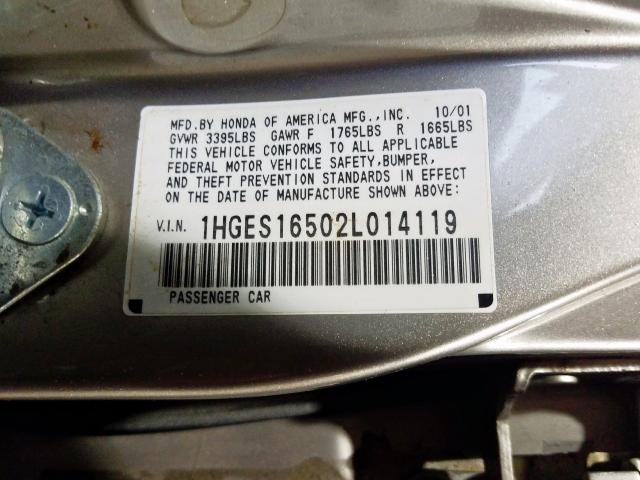 MFD.BY HONDA OF AMERICA MFG.,INC. 10/01
GVWR 3395LBS GAWR F 1765LBS R 1665LBS
THIS VEHICLE CONFORMS TO ALL APPLICABLE
FEDERAL MOTOR VEHICLE SAFETY,BUMPER,
AND THEFT PREVENTION STANDARDS IN EFFECT
ON THE DATE OF MANUFACTURE SHOWN ABOVE:
V.I.N. 1HGES16502L014119
PASSENGER CAR